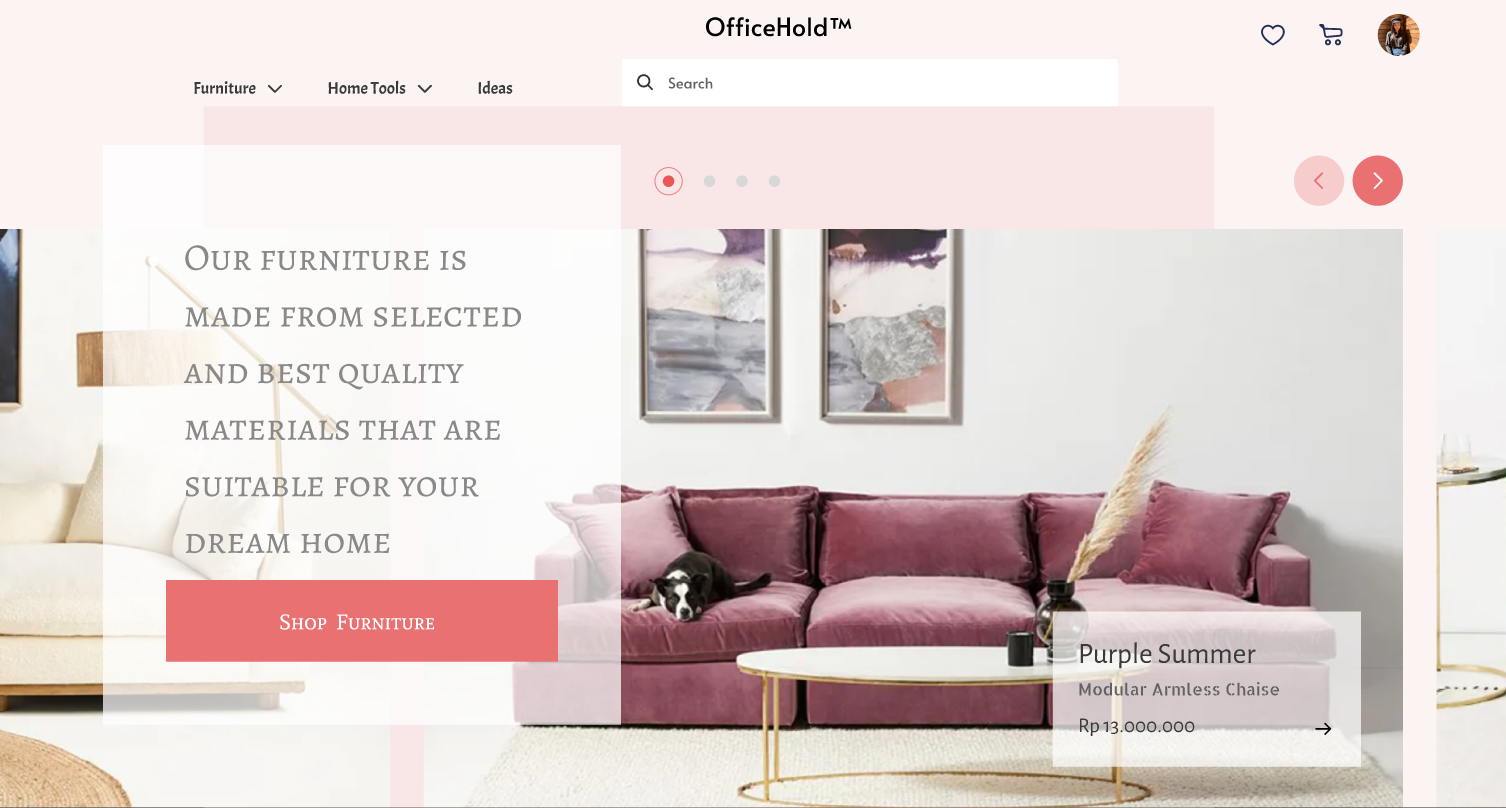 OfficeHold™
Furniture
Home Tools
Ideas
Search
Our furniture is
made from selected
and best quality
materials that are
suitable for your
dream home
Shop Furniture
Purple Summer
Modular Armless Chaise
Rp 13.000.000